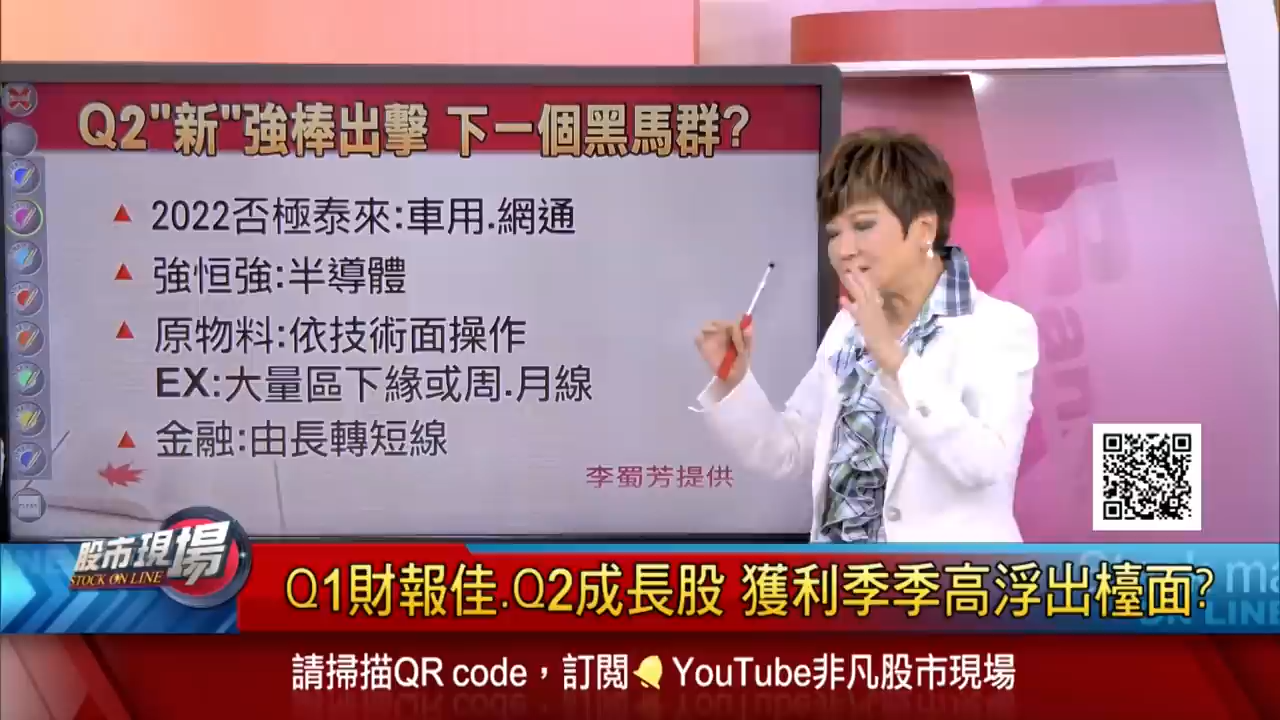 Q2"新"強棒出擊 下一個黑馬群?
▲ 2022否極泰來:車用.網通
▲ 強恒強:半導體
▲ 原物料:依技術面操作
EX:大量區下緣或周.月線
▲ 金融:由長轉短線
李蜀芳提供
股市現場
STOCK ON LINE
Q1財報佳.Q2成長股 獲利季季高浮出檯面?
請掃描QR code,訂閱🔔YouTube非凡股市現場